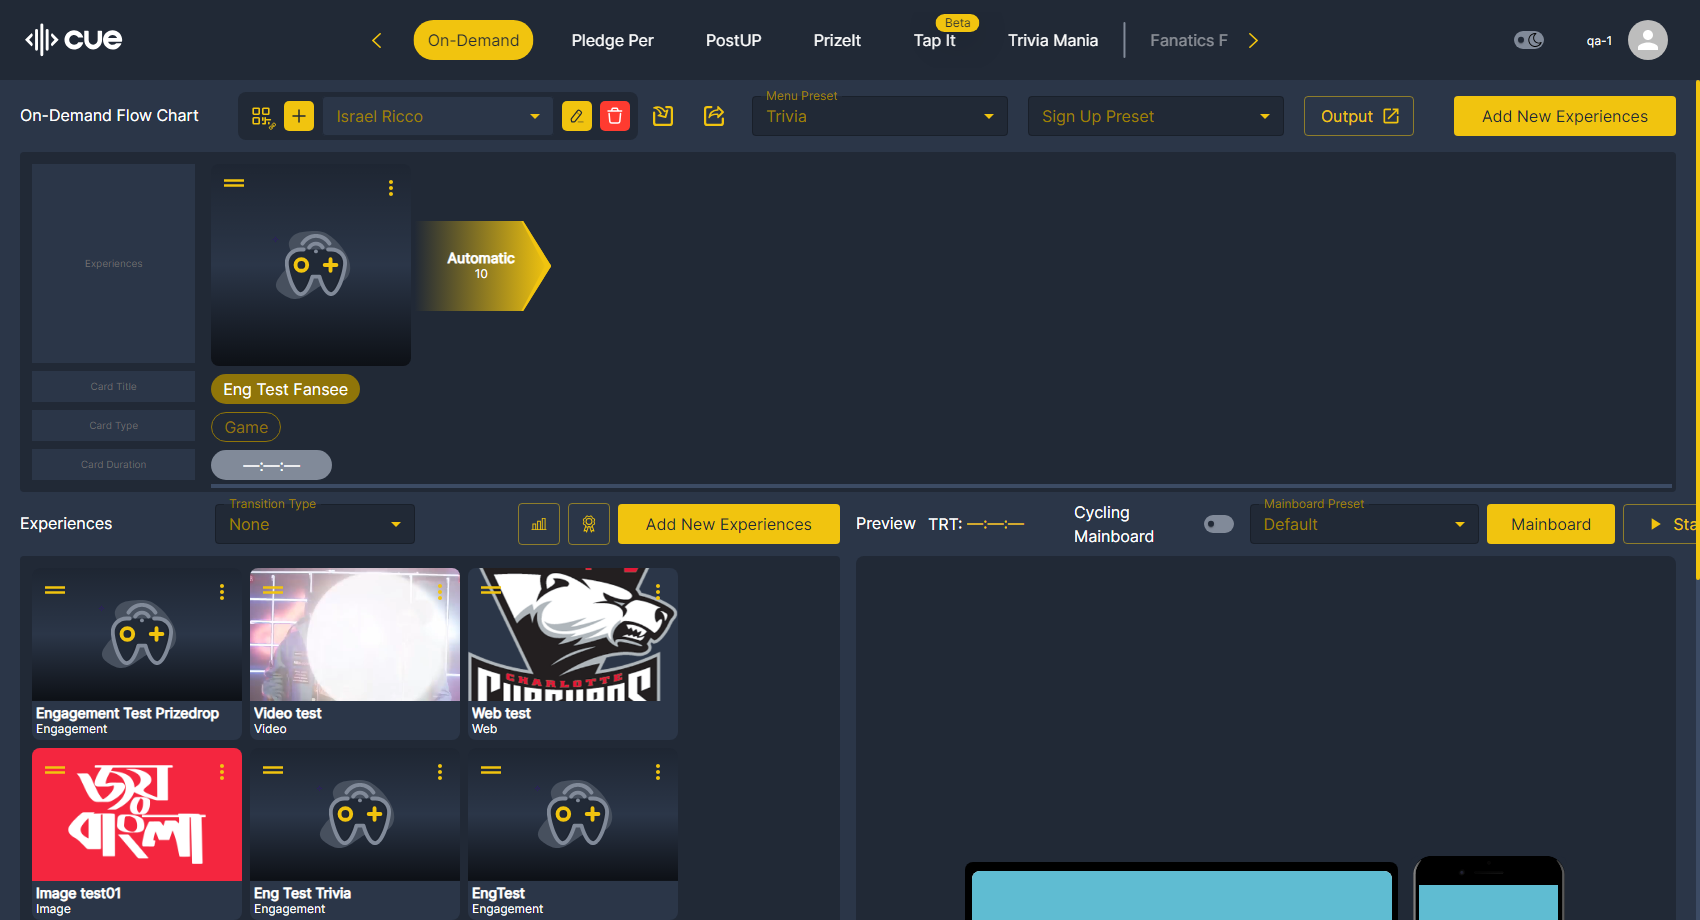 cue
On-Demand
Pledge Per
PostUP
PrizeIt
Beta
Tap It
Trivia Mania
Fanatics F
qa-1
On-Demand Flow Chart
Israel Ricco
Menu Preset
Trivia
Sign Up Preset
Output
Add New Experiences
Experiences
Automatic
10
Card Title
Eng Test Fansee
Card Type
Game
Card Duration
—:—:—
Experiences
Transition Type
None
Add New Experiences
Preview
TRT: —:—:—
Cycling
Mainboard
Mainboard Preset
Default
Mainboard
Sta
Engagement Test Prizedrop
Engagement
Video test
Video
CHARLOTTE
Web test
Web
জয়
বাংলা
Image test01
Image
Eng Test Trivia
Engagement
EngTest
Engagement